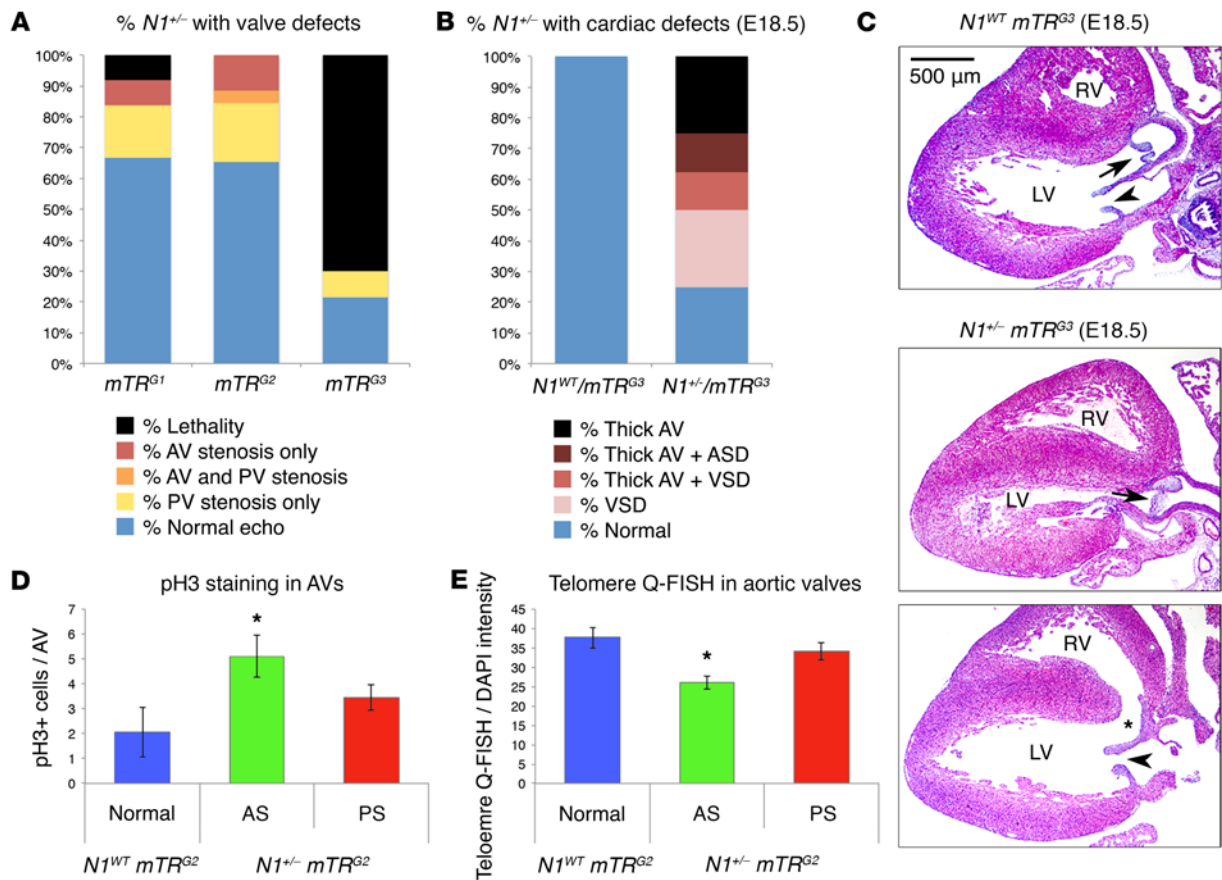 A % N1+/– with valve defects
100%
90%
80%
70%
60%
50%
40%
30%
20%
10%
0%
mTRG1 mTRG2 mTRG3
% Lethality
% AV stenosis only
% AV and PV stenosis
% PV stenosis only
% Normal echo
B % N1+/– with cardiac defects (E18.5)
100%
90%
80%
70%
60%
50%
40%
30%
20%
10%
0%
N1WT/mTRG3 N1+/–/mTRG3
% Thick AV
% Thick AV + ASD
% Thick AV + VSD
% VSD
% Normal
C N1WT mTRG3 (E18.5)
500 µm
RV
LV
N1+/– mTRG3 (E18.5)
RV
LV
RV
*
LV
D pH3 staining in AVs
pH3+ cells / AV
7
6
5
4
3
2
1
0
*
Normal AS PS
N1WT mTRG2 N1+/– mTRG2
E Telomere Q-FISH in aortic valves
Teloemre Q-FISH / DAPI intensity
45
40
35
30
25
20
15
10
5
0
*
Normal AS PS
N1WT mTRG2 N1+/– mTRG2